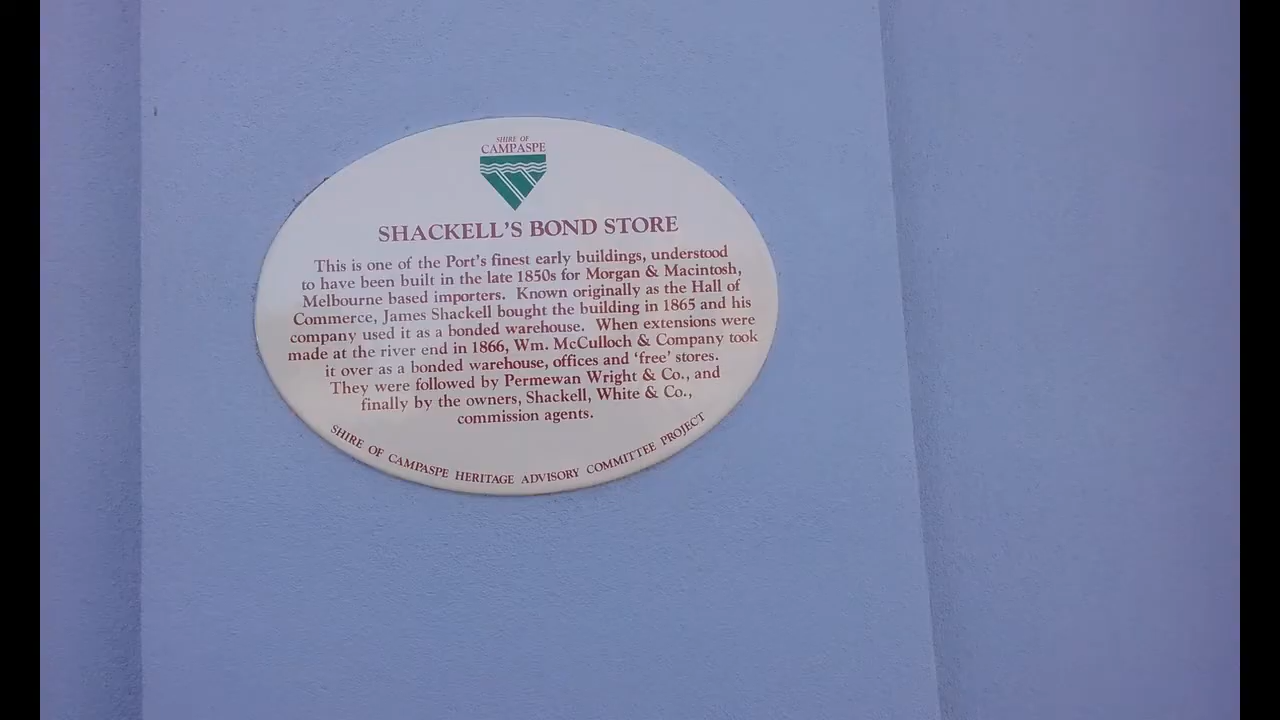 SHIRE OF
CAMPASPE
SHACKELL'S BOND STORE
This is one of the Port's finest early buildings, understood
to have been built in the late 1850s for Morgan & Macintosh,
Melbourne based importers. Known originally as the Hall of
Commerce, James Shackell bought the building in 1865 and his
company used it as a bonded warehouse. When extensions were
made at the river end in 1866, Wm. McCulloch & Company took
it over as a bonded warehouse, offices and 'free' stores.
They were followed by Permewan Wright & Co., and
finally by the owners, Shackell, White & Co.,
commission agents.
SHIRE OF CAMPASPE HERITAGE ADVISORY COMMITTEE PROJECT